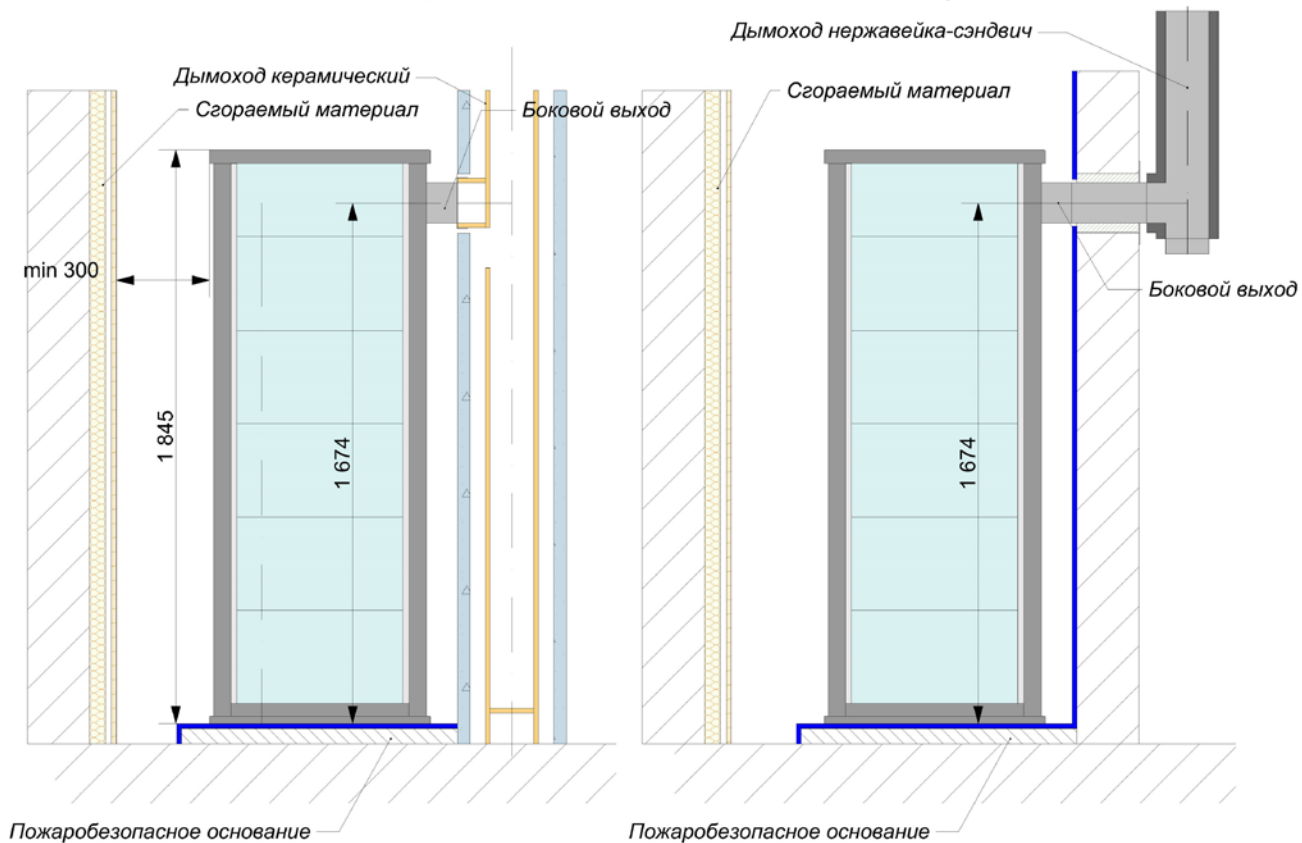 Дымоход нержавейка-сэндвич
Дымоход керамический
Сгораемый материал
Боковой выход
Сгораемый материал
min 300
Боковой выход
1 845
1 674
1 674
Пожаробезопасное основание
Пожаробезопасное основание